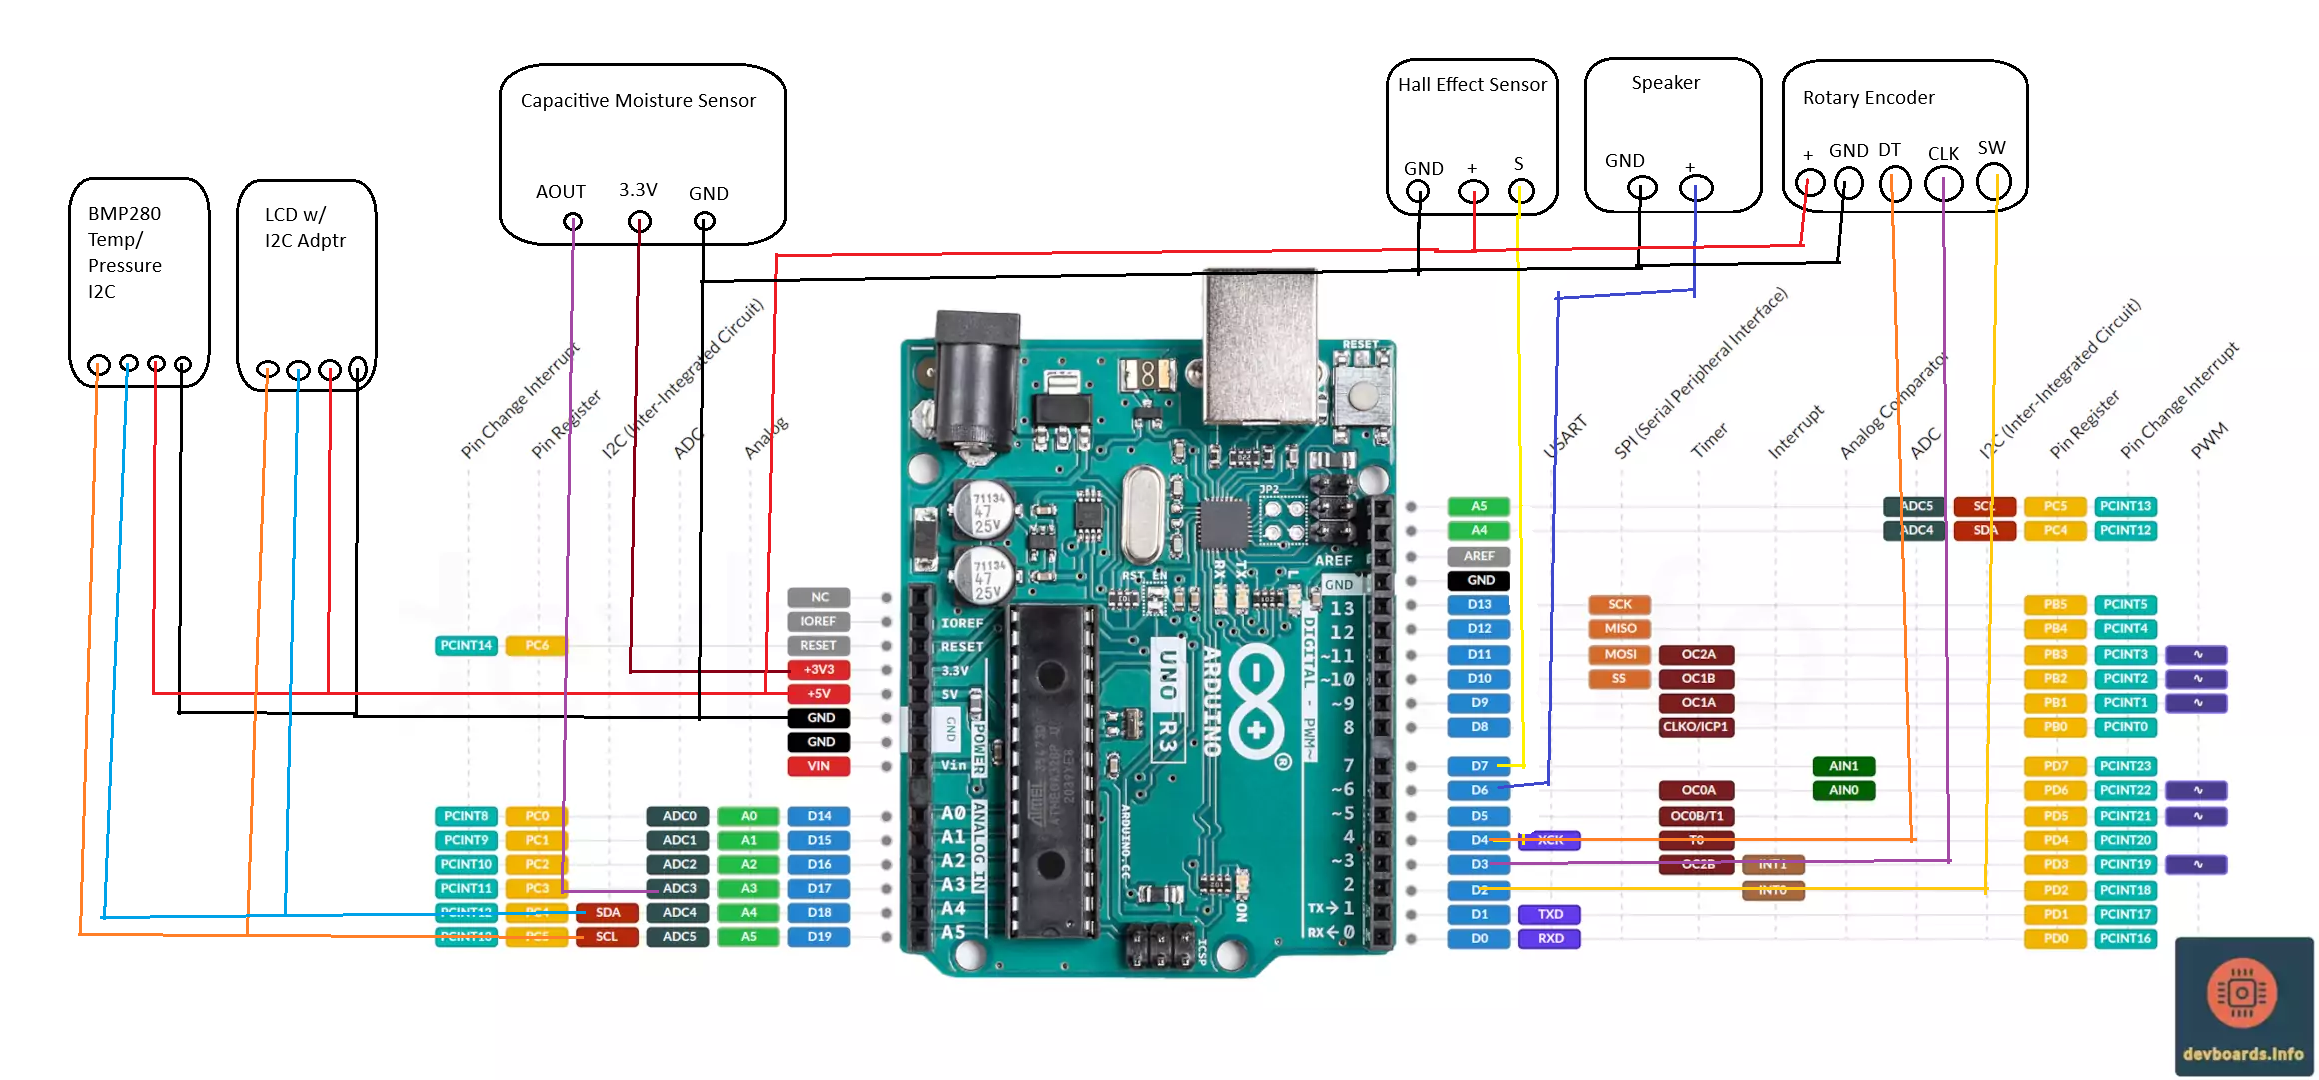 Capacitive Moisture Sensor
AOUT
3.3V
GND
Hall Effect Sensor
GND
+
S
Speaker
GND
+
Rotary Encoder
+
GND
DT
CLK
SW
BMP280
Temp/
Pressure
I2C
LCD w/
I2C Adptr
Pin Change Interrupt
Pin Register
I2C (Inter-Integrated Circuit)
ADC
Analog
USART
SPI (Serial Peripheral Interface)
Timer
Interrupt
Analog Comparator
ADC
I2C (Inter-Integrated Circuit)
Pin Register
Pin Change Interrupt
PWM
NC
IOREF
PCINT14 PC6 RESET
+3V3
+5V
GND
GND
VIN
PCINT8 PC0 ADC0 A0 D14
PCINT9 PC1 ADC1 A1 D15
PCINT10 PC2 ADC2 A2 D16
PCINT11 PC3 ADC3 A3 D17
PCINT12 PC4 SDA ADC4 A4 D18
PCINT13 PC5 SCL ADC5 A5 D19
RESET
71134
47
25V
71134
47
25V
JP2
AREF
GND
RST EN
RX
TX
L
IOREF
RESET
3.3V
5V
GND
Vin
POWER
A0
A1
A2
A3
A4
A5
ANALOG IN
UNO R3
ARDUINO
ARDUINO.CC
ATMEL
ATMEGA328P
ICSP
ON
13
12
~11
~10
~9
8
7
~6
~5
4
~3
2
TX→1
RX←0
DIGITAL - PWM~
A5 ADC5 SCL PC5 PCINT13
A4 ADC4 SDA PC4 PCINT12
AREF
GND
D13 SCK PB5 PCINT5
D12 MISO PB4 PCINT4
D11 MOSI OC2A PB3 PCINT3
D10 SS OC1B PB2 PCINT2
D9 OC1A PB1 PCINT1
D8 CLKO/ICP1 PB0 PCINT0
D7 AIN1 PD7 PCINT23
D6 OC0A AIN0 PD6 PCINT22
D5 OC0B/T1 PD5 PCINT21
D4 XCK T0 PD4 PCINT20
D3 OC2B INT1 PD3 PCINT19
D2 INT0 PD2 PCINT18
D1 TXD PD1 PCINT17
D0 RXD PD0 PCINT16
devboards.info